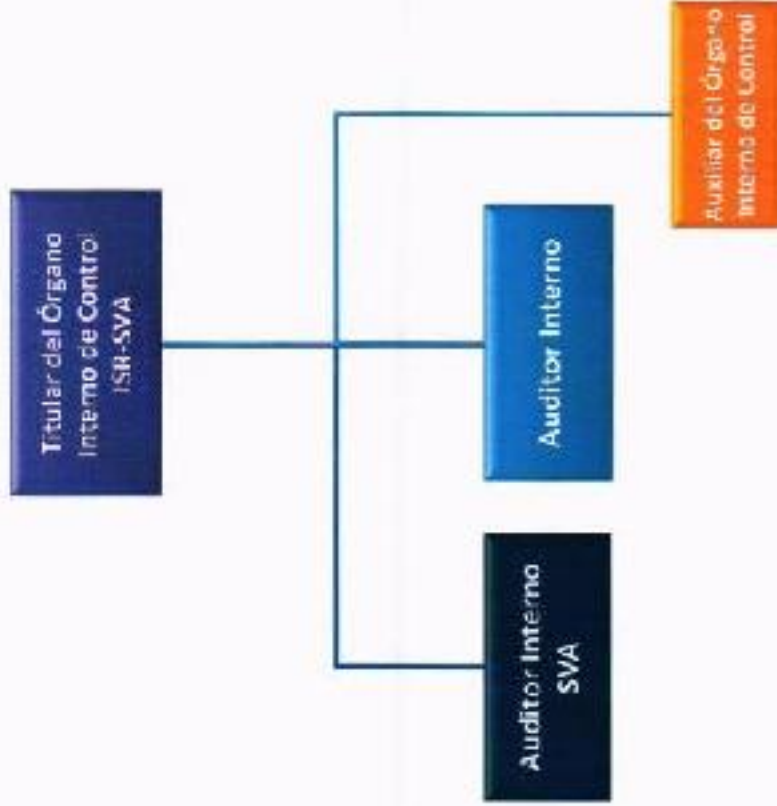 Titular del Órgano
Interno de Control
ISR-SVA
Auditor Interno
SVA
Auditor Interno
Auxiliar del Órgano
Interno de Control